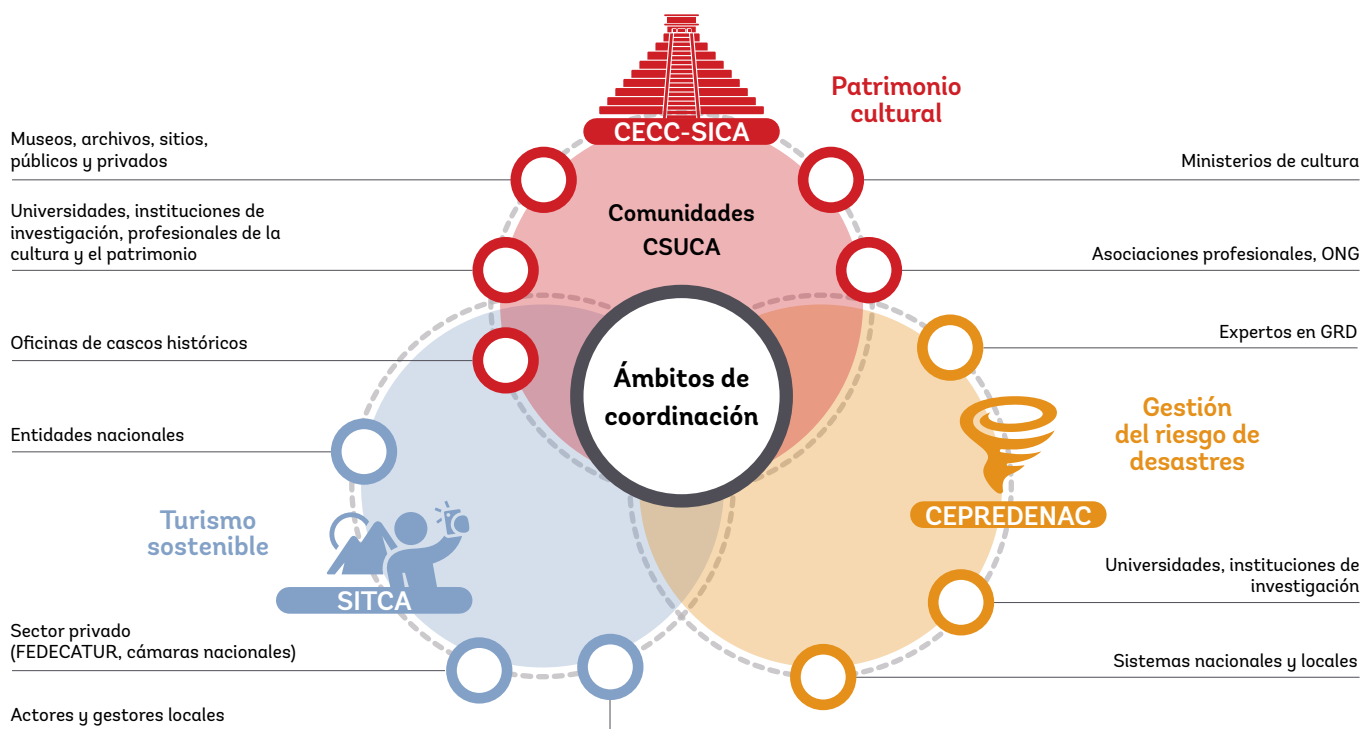 Patrimonio
cultural
CECC-SICA
Museos, archivos, sitios,
públicos y privados
Ministerios de cultura
Universidades, instituciones de
investigación, profesionales de la
cultura y el patrimonio
Comunidades
CSUCA
Asociaciones profesionales, ONG
Oficinas de cascos históricos
Expertos en GRD
Ámbitos de
coordinación
Entidades nacionales
Gestión
del riesgo de
desastres
CEPREDENAC
Turismo
sostenible
SITCA
Universidades, instituciones de
investigación
Sector privado
(FEDECATUR, cámaras nacionales)
Sistemas nacionales y locales
Actores y gestores locales